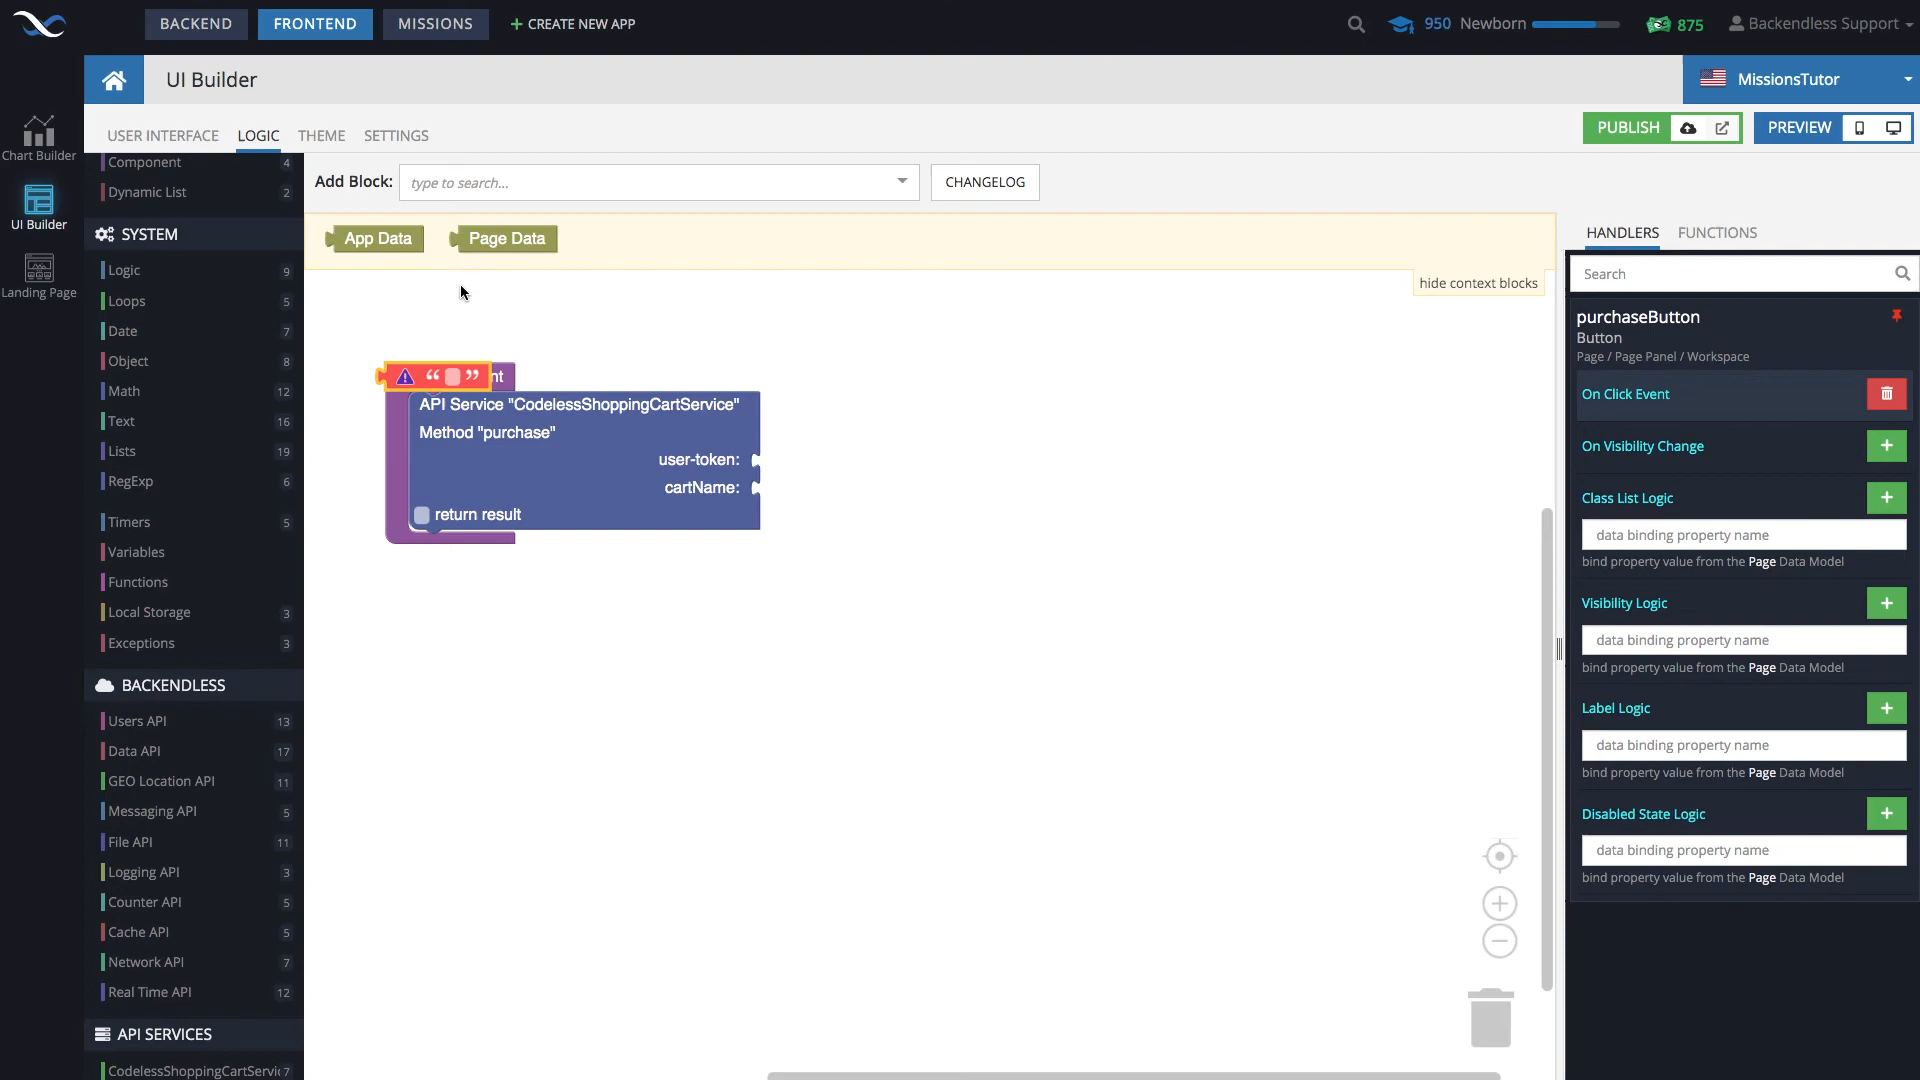 BACKEND
FRONTEND
MISSIONS
+ CREATE NEW APP
950 Newborn
875
Backendless Support
UI Builder
MissionsTutor
USER INTERFACE
LOGIC
THEME
SETTINGS
PUBLISH
PREVIEW
Chart Builder
UI Builder
Landing Page
Component 4
Dynamic List 2
SYSTEM
Logic 9
Loops 5
Date 7
Object 8
Math 12
Text 16
Lists 19
RegExp 6
Timers 5
Variables
Functions
Local Storage 3
Exceptions 3
BACKENDLESS
Users API 13
Data API 17
GEO Location API 11
Messaging API 5
File API 11
Logging API 3
Counter API 5
Cache API 5
Network API 7
Real Time API 12
API SERVICES
CodelessShoppingCartServic 7
Add Block:
type to search...
CHANGELOG
App Data
Page Data
hide context blocks
“ ” nt
API Service "CodelessShoppingCartService"
Method "purchase"
user-token:
cartName:
return result
HANDLERS
FUNCTIONS
Search
purchaseButton
Button
Page / Page Panel / Workspace
On Click Event
On Visibility Change
Class List Logic
data binding property name
bind property value from the Page Data Model
Visibility Logic
data binding property name
bind property value from the Page Data Model
Label Logic
data binding property name
bind property value from the Page Data Model
Disabled State Logic
data binding property name
bind property value from the Page Data Model